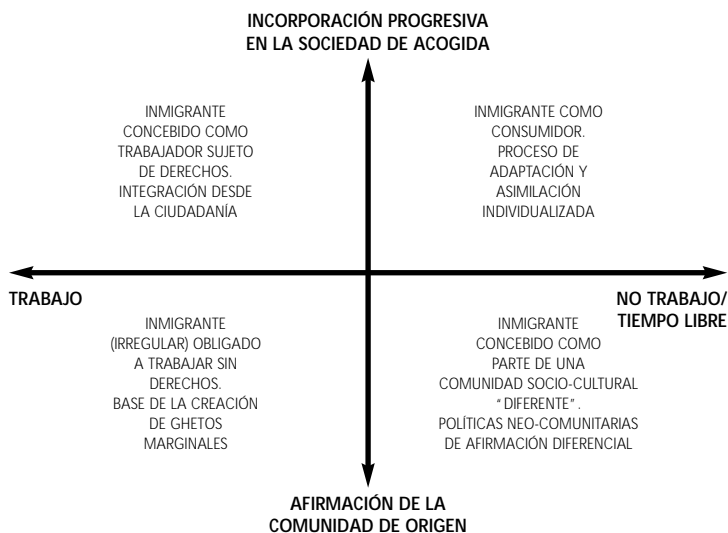 INCORPORACIÓN PROGRESIVA
EN LA SOCIEDAD DE ACOGIDA
INMIGRANTE
CONCEBIDO COMO
TRABAJADOR SUJETO
DE DERECHOS.
INTEGRACIÓN DESDE
LA CIUDADANÍA
INMIGRANTE COMO
CONSUMIDOR.
PROCESO DE
ADAPTACIÓN Y
ASIMILACIÓN
INDIVIDUALIZADA
TRABAJO
NO TRABAJO/
TIEMPO LIBRE
INMIGRANTE
(IRREGULAR) OBLIGADO
A TRABAJAR SIN
DERECHOS.
BASE DE LA CREACIÓN
DE GHETOS
MARGINALES
INMIGRANTE
CONCEBIDO COMO
PARTE DE UNA
COMUNIDAD SOCIO-CULTURAL
"DIFERENTE".
POLÍTICAS NEO-COMUNITARIAS
DE AFIRMACIÓN DIFERENCIAL
AFIRMACIÓN DE LA
COMUNIDAD DE ORIGEN